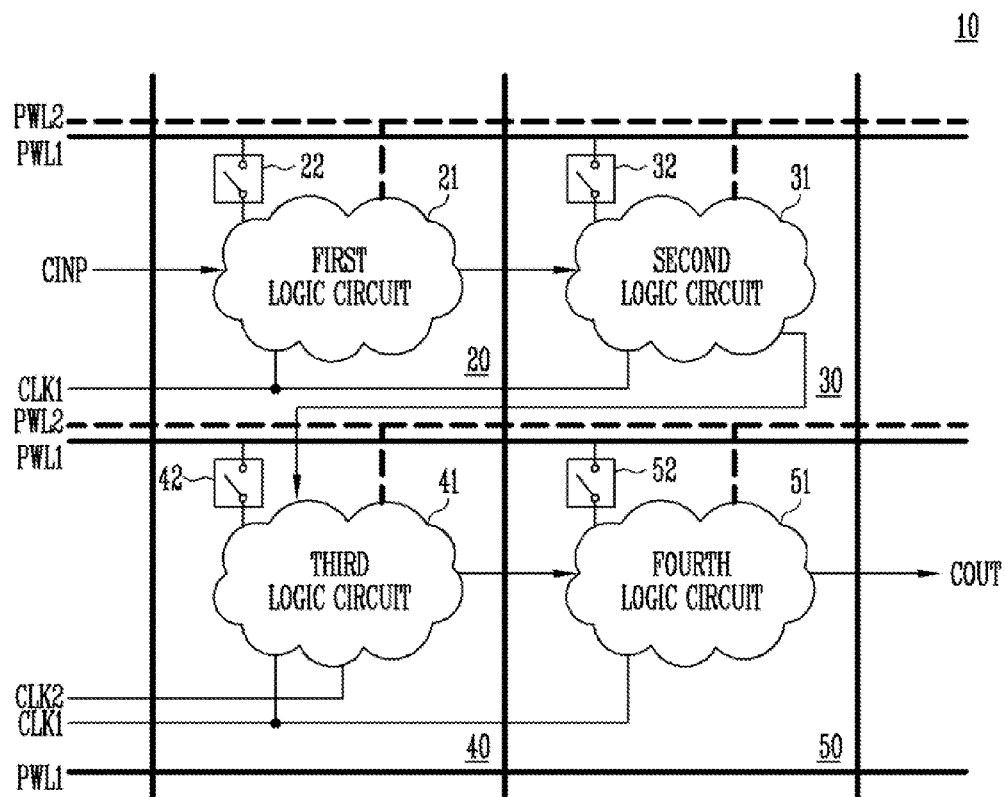 10
PWL2
PWL1
22
21
32
31
CINP
FIRST
LOGIC CIRCUIT
SECOND
LOGIC CIRCUIT
20
30
CLK1
PWL2
PWL1
42
41
52
51
THIRD
LOGIC CIRCUIT
FOURTH
LOGIC CIRCUIT
COUT
CLK2
CLK1
40
50
PWL1